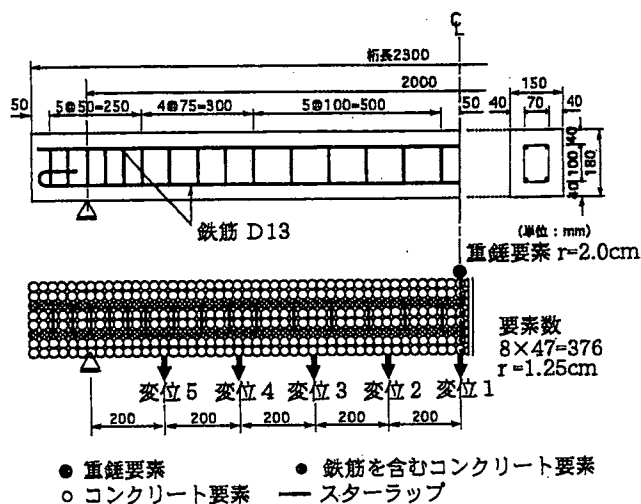 ℄
桁長2300
2000
50 5@50=250 4@75=300 5@100=500 50 40 150 40
70
40
100
40
180
鉄筋 D13
(単位:mm)
重錘要素 r=2.0cm
要素数
8×47=376
r=1.25cm
変位5 変位4 変位3 変位2 変位1
200 200 200 200 200
重錘要素 鉄筋を含むコンクリート要素
コンクリート要素 スターラップ